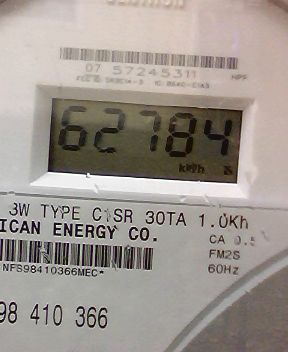 07 57245311
62784
kWh
3W TYPE C1SR 30TA 1.0Kh
ICAN ENERGY CO.
CA 0.5
FM2S
60Hz
NFS98410366MEC*
98 410 366